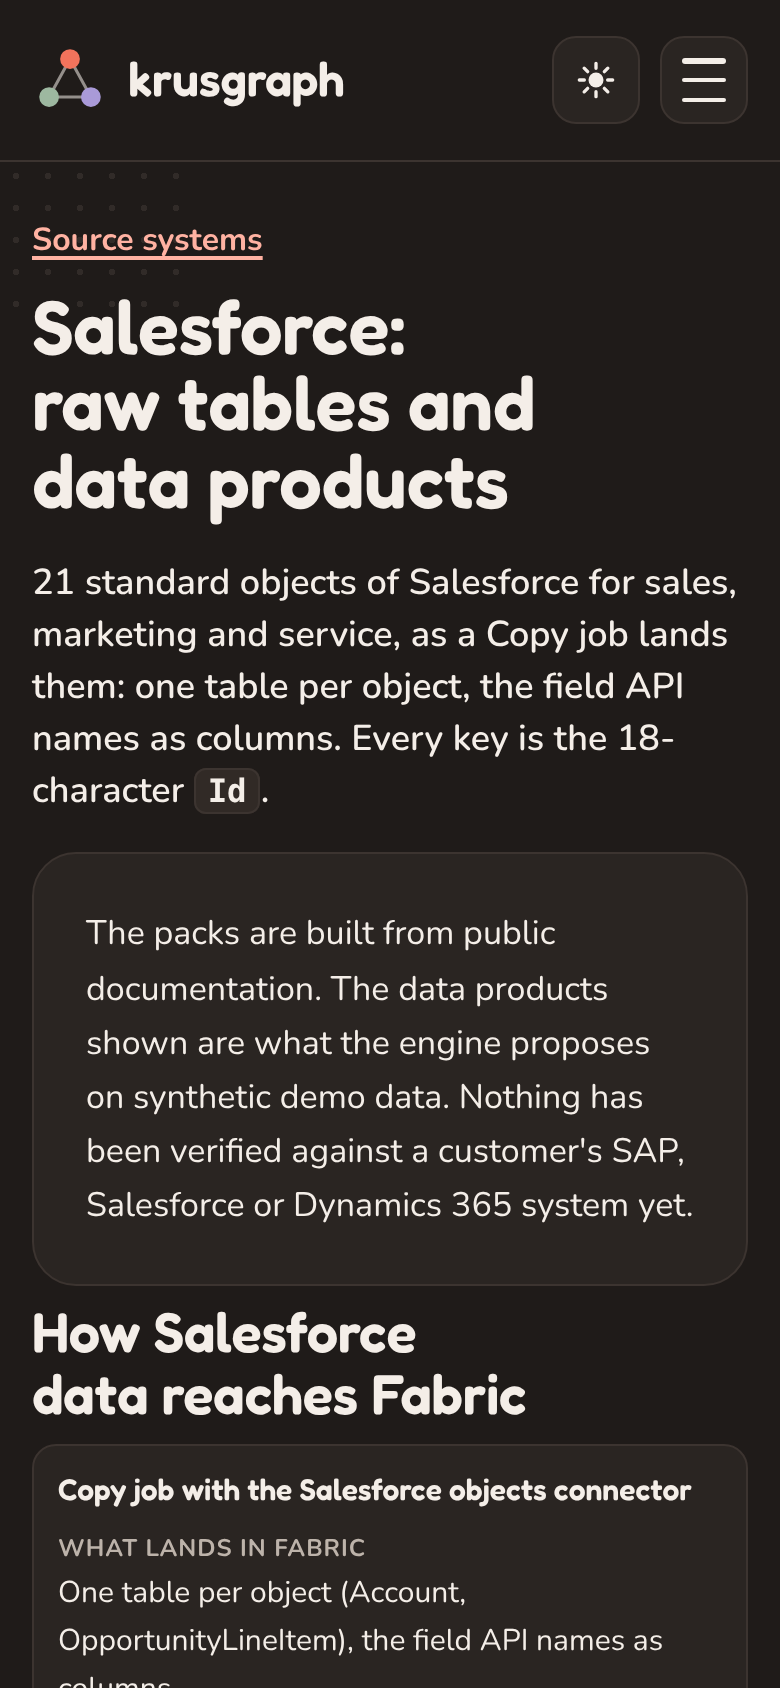 krusgraph
Source systems
Salesforce:
raw tables and
data products
21 standard objects of Salesforce for sales,
marketing and service, as a Copy job lands
them: one table per object, the field API
names as columns. Every key is the 18-
character Id.
The packs are built from public
documentation. The data products
shown are what the engine proposes
on synthetic demo data. Nothing has
been verified against a customer's SAP,
Salesforce or Dynamics 365 system yet.
How Salesforce
data reaches Fabric
Copy job with the Salesforce objects connector
WHAT LANDS IN FABRIC
One table per object (Account,
OpportunityLineItem), the field API names as
columns